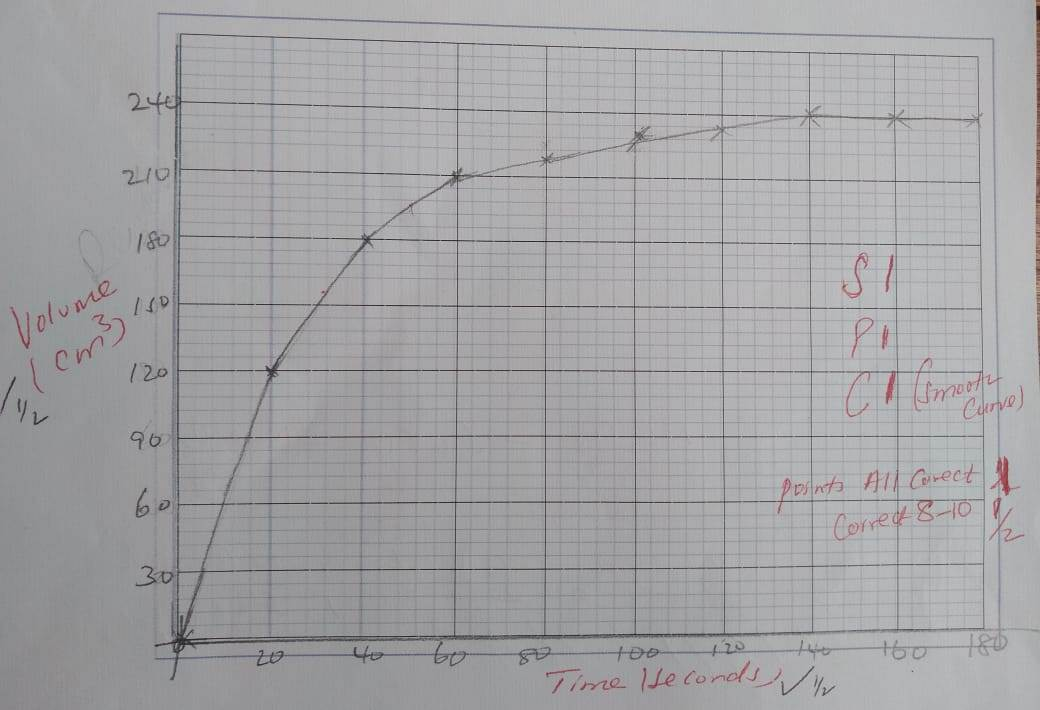 240
210
180
150
120
90
60
30
Volume
(cm³)
/ 1/2
S 1
P 1
C 1 (Smooth
Curve)
points All Corect 1
Correct 8-10 1/2
20 40 60 80 100 120 140 160 180
Time (Seconds) √ 1/2